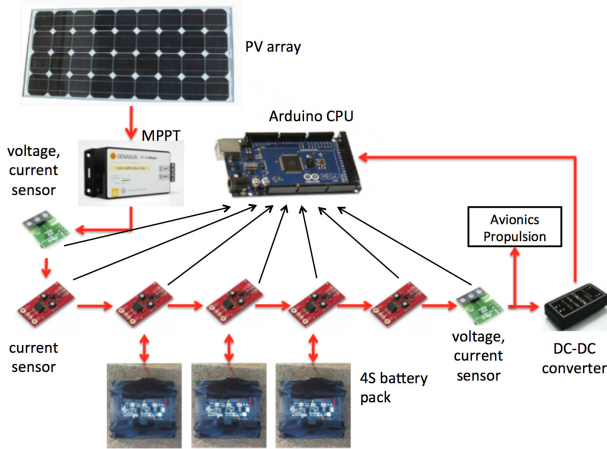 PV array
Arduino CPU
MPPT
voltage,
current
sensor
GENASUN
Avionics
Propulsion
current
sensor
4S battery
pack
voltage,
current
sensor
DC-DC
converter